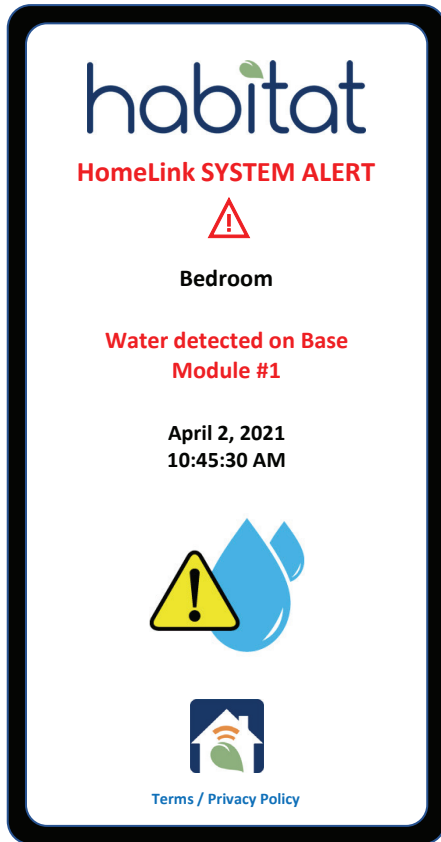 habitat
HomeLink SYSTEM ALERT
Bedroom
Water detected on Base
Module #1
April 2, 2021
10:45:30 AM
Terms / Privacy Policy